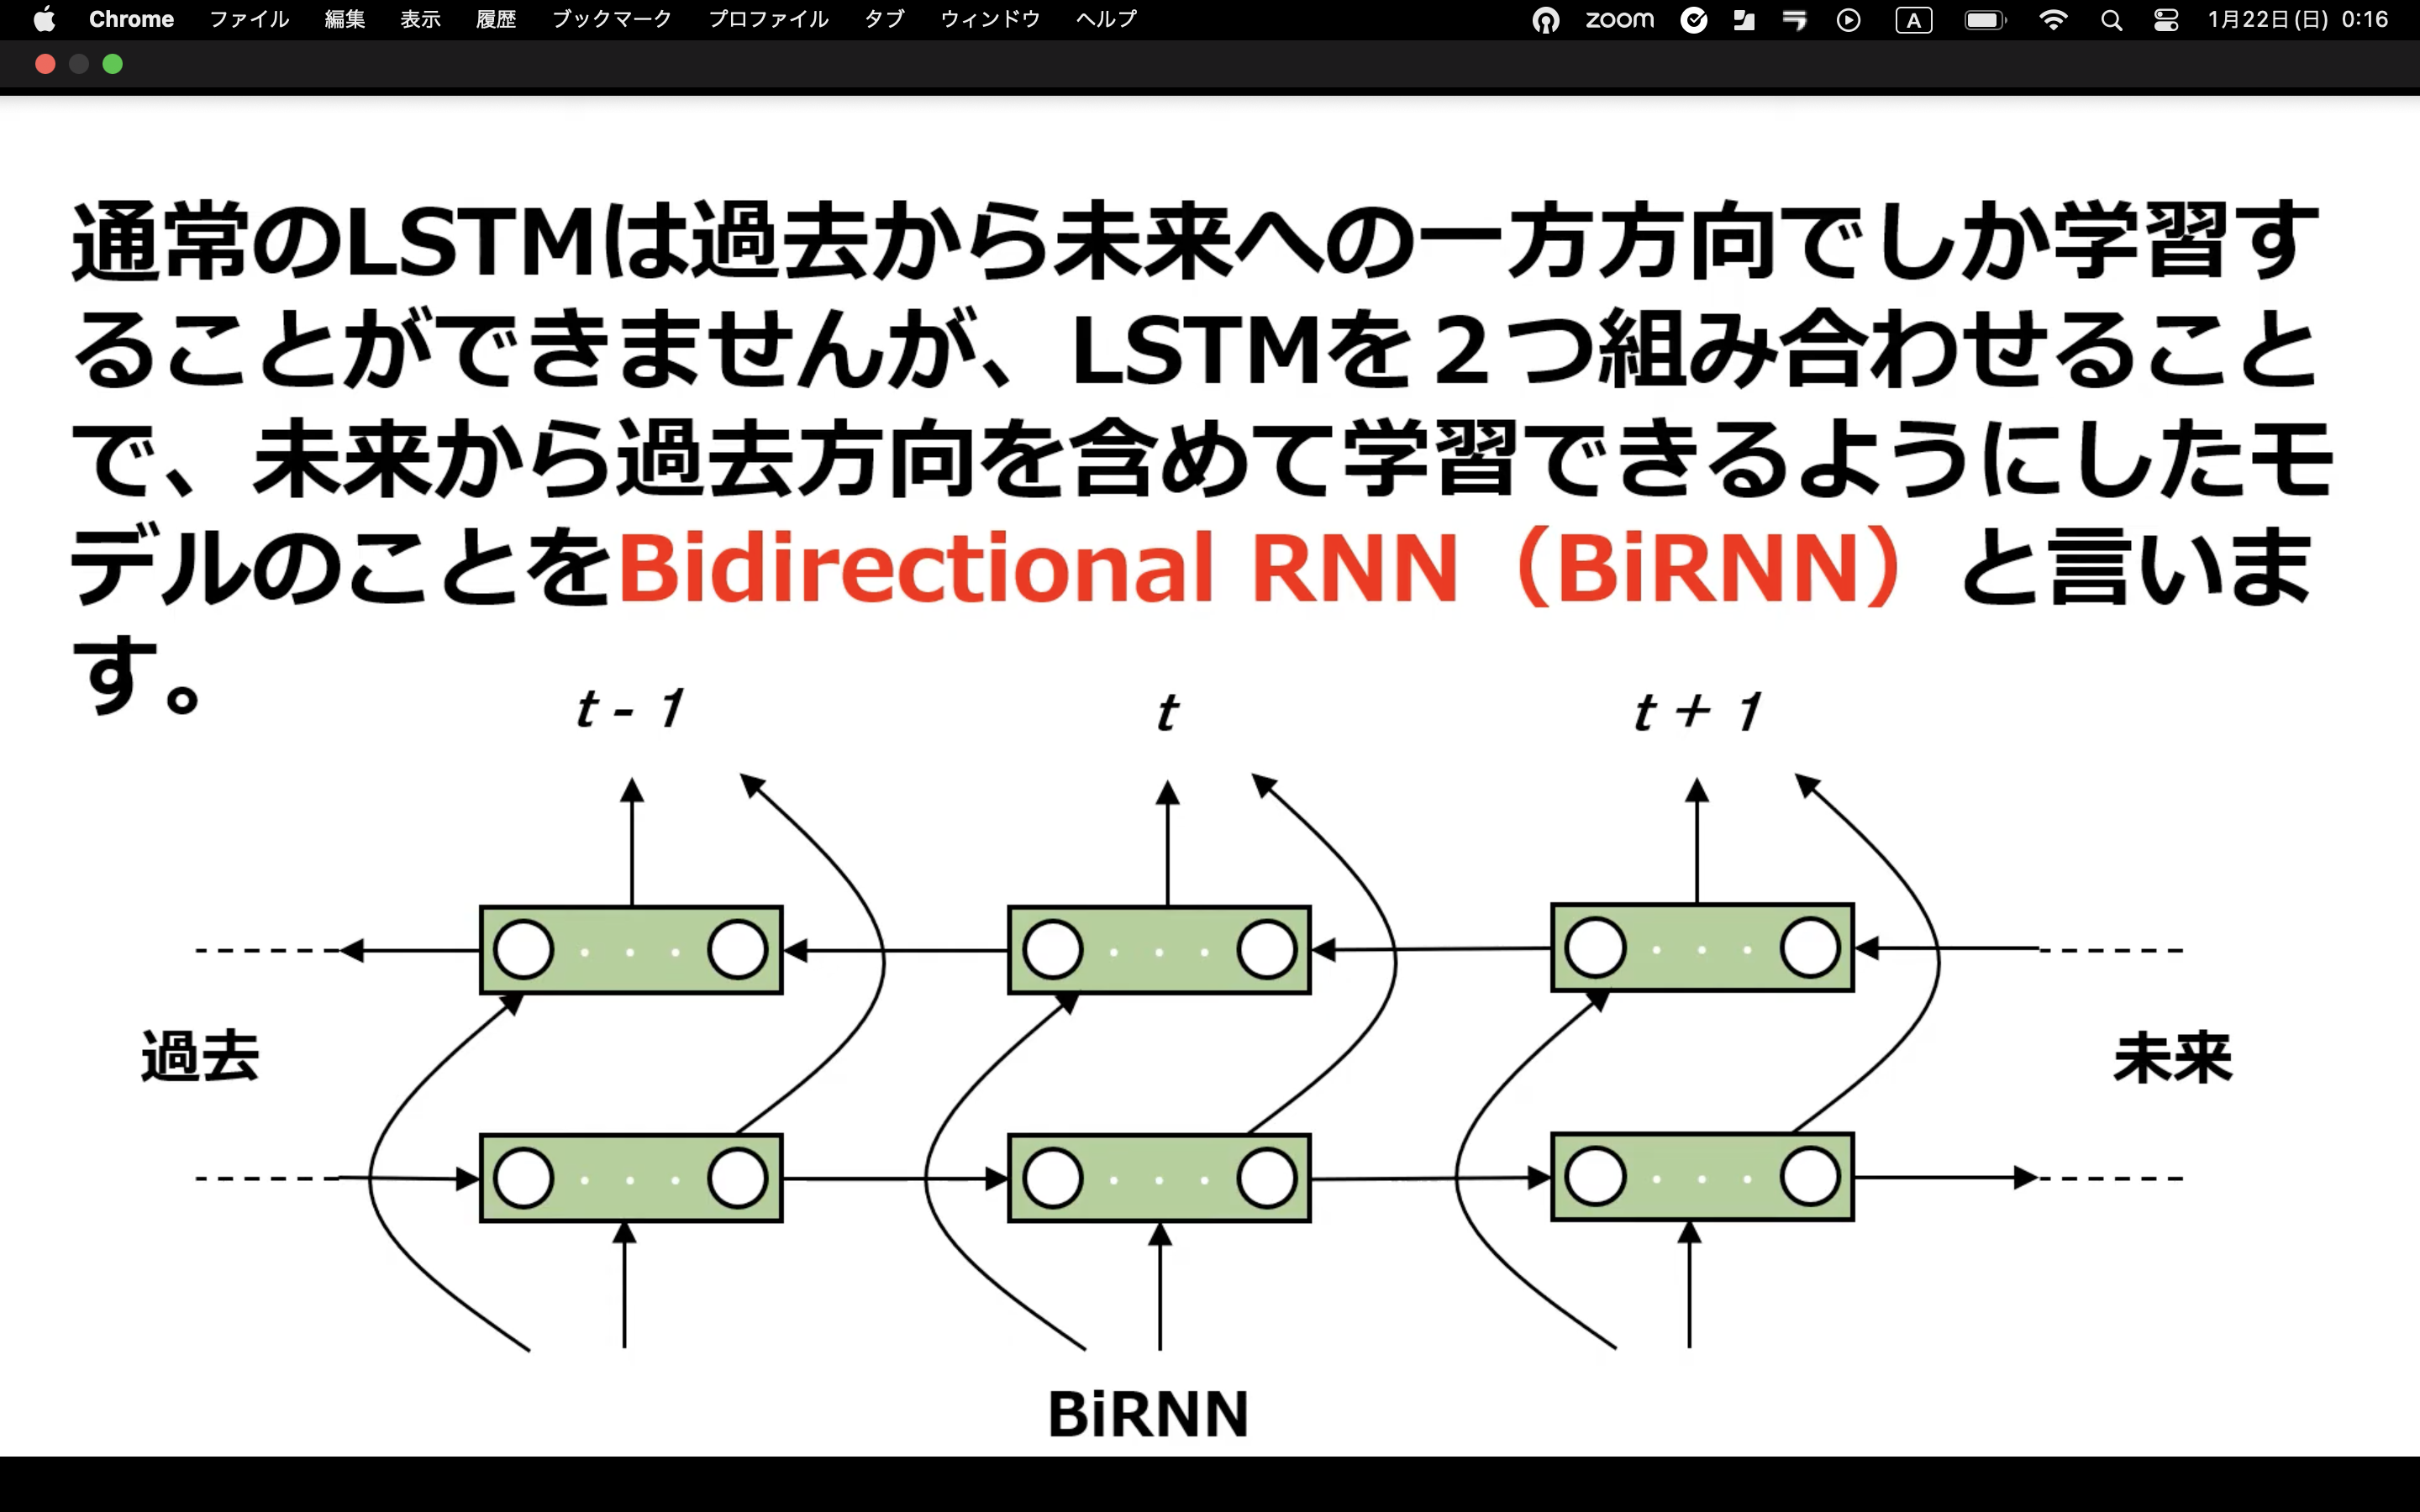 Chrome ファイル 編集 表示 履歴 ブックマーク プロファイル タブ ウィンドウ ヘルプ zoom A 1月22日(日) 0:16
通常のLSTMは過去から未来への一方方向でしか学習す
ることができませんが、LSTMを２つ組み合わせること
で、未来から過去方向を含めて学習できるようにしたモ
デルのことをBidirectional RNN（BiRNN）と言いま
す。
t - 1 t t + 1
過去 未来
BiRNN